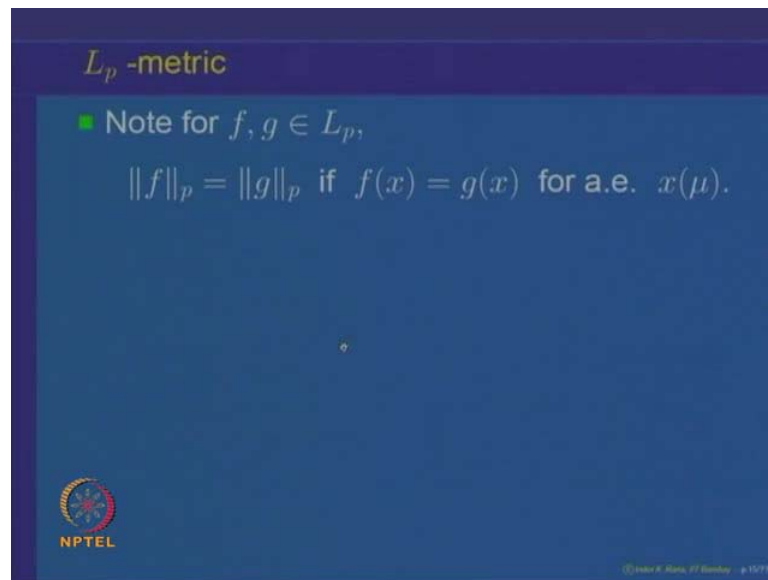 L_p -metric
Note for f, g ∈ L_p,
‖f‖_p = ‖g‖_p if f(x) = g(x) for a.e. x(μ).
NPTEL